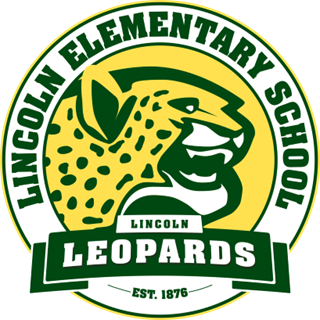 LINCOLN ELEMENTARY SCHOOL
LINCOLN
LEOPARDS
EST. 1876